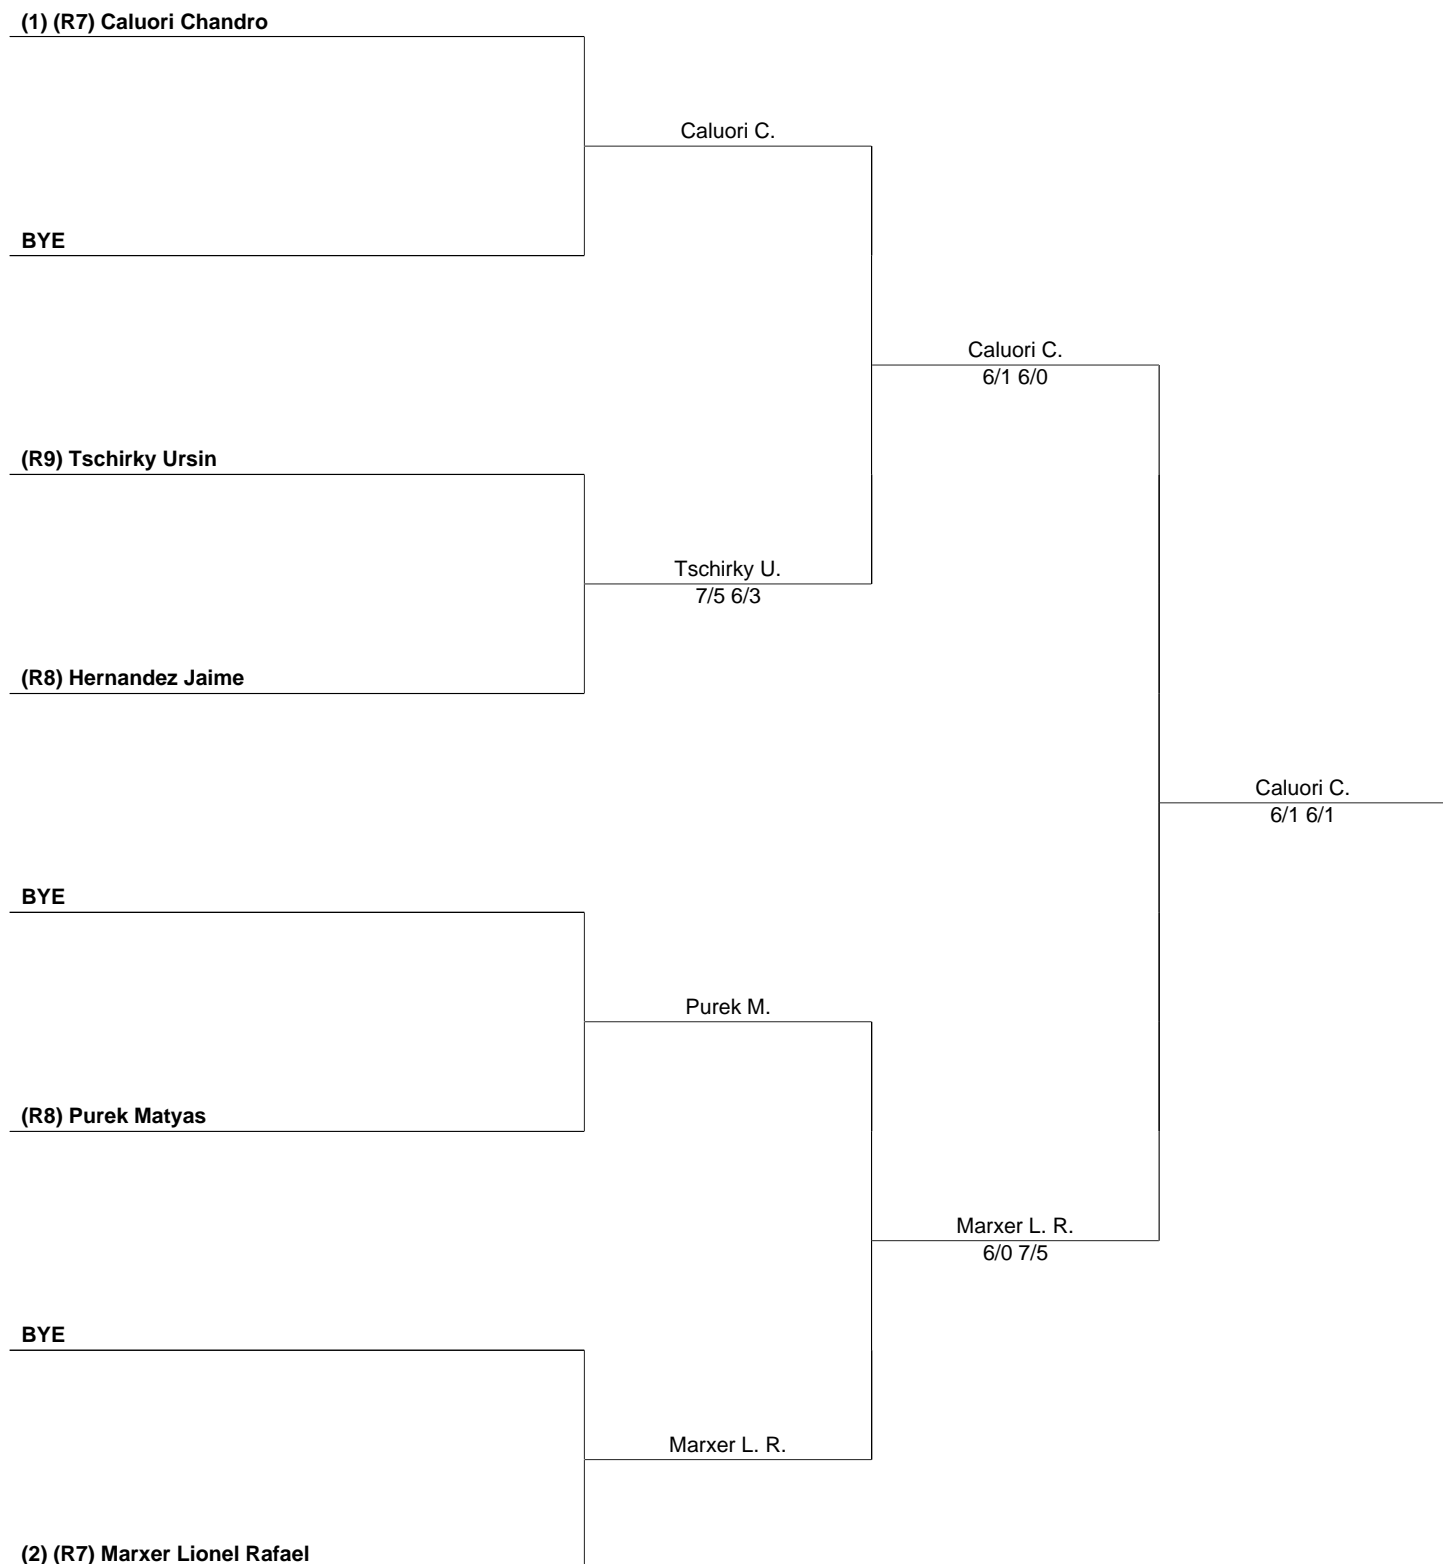 (1) (R7) Caluori Chandro
Caluori C.
BYE
Caluori C.
6/1 6/0
(R9) Tschirky Ursin
Tschirky U.
7/5 6/3
(R8) Hernandez Jaime
Caluori C.
6/1 6/1
BYE
Purek M.
(R8) Purek Matyas
Marxer L. R.
6/0 7/5
BYE
Marxer L. R.
(2) (R7) Marxer Lionel Rafael